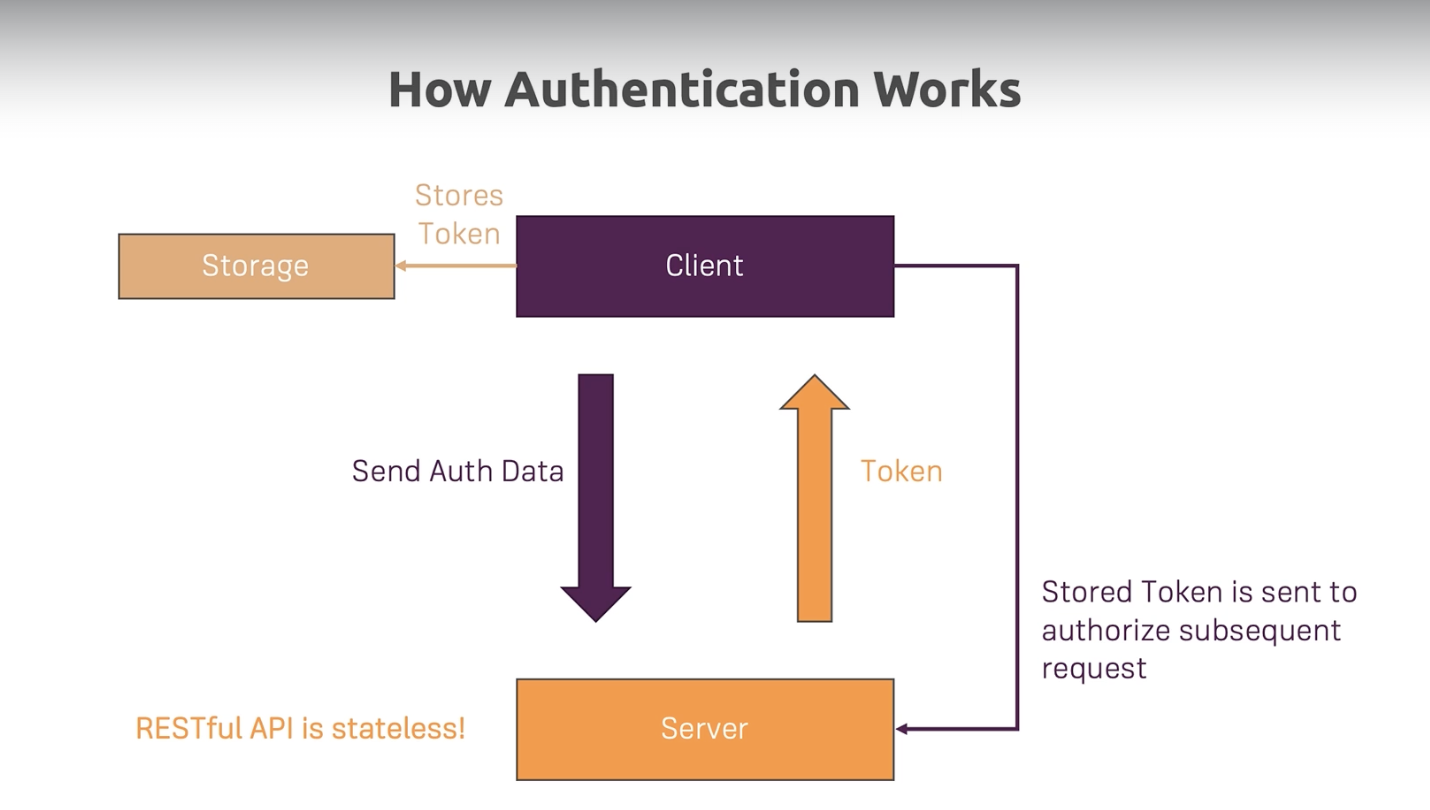 How Authentication Works
Stores
Token
Storage
Client
Send Auth Data
Token
Stored Token is sent to
authorize subsequent
request
RESTful API is stateless!
Server